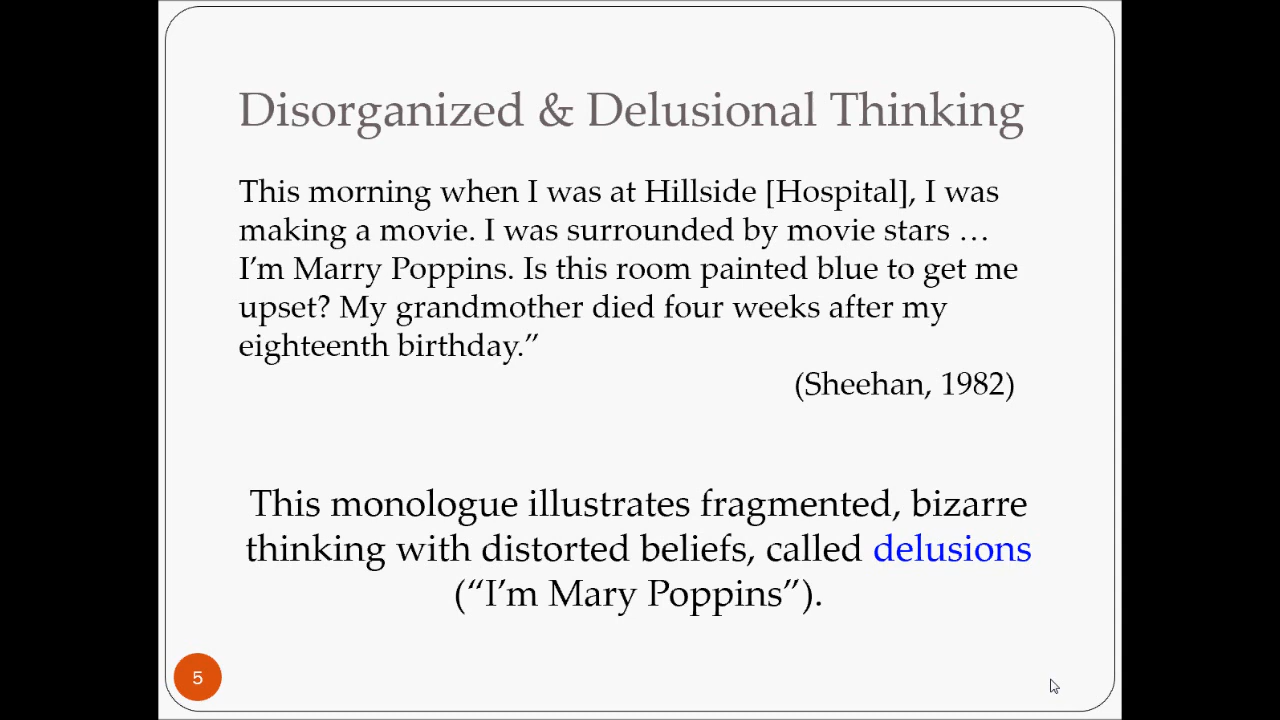 Disorganized & Delusional Thinking
This morning when I was at Hillside [Hospital], I was
making a movie. I was surrounded by movie stars …
I’m Marry Poppins. Is this room painted blue to get me
upset? My grandmother died four weeks after my
eighteenth birthday.”
(Sheehan, 1982)
This monologue illustrates fragmented, bizarre
thinking with distorted beliefs, called delusions
(“I’m Mary Poppins”).
5